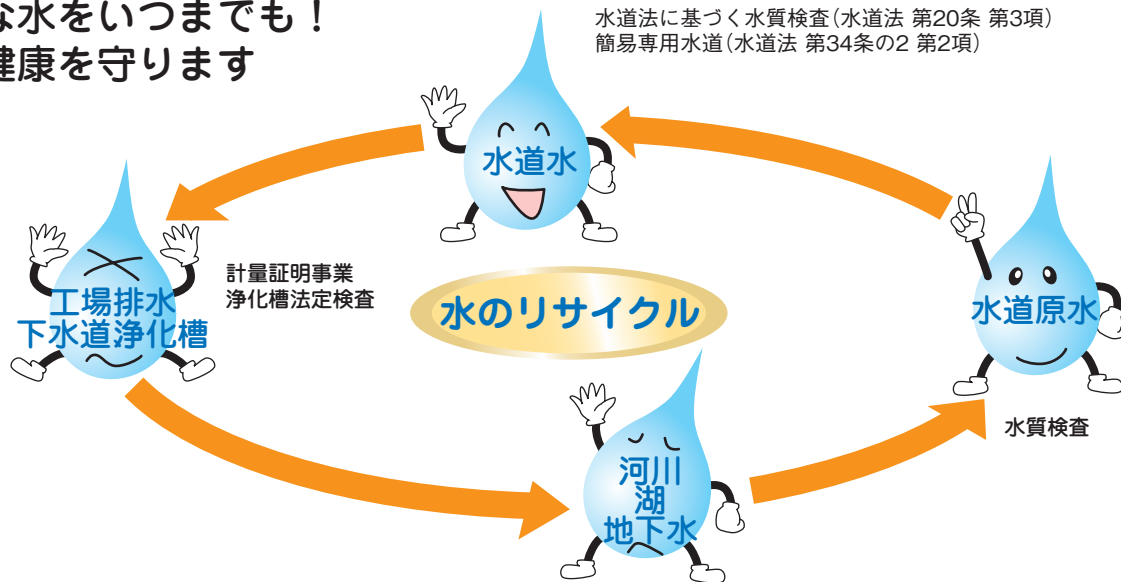 な水をいつまでも！
健康を守ります
水道法に基づく水質検査(水道法 第20条 第3項)
簡易専用水道(水道法 第34条の2 第2項)
水道水
工場排水
下水道浄化槽
計量証明事業
浄化槽法定検査
水のリサイクル
水道原水
水質検査
河川
湖
地下水